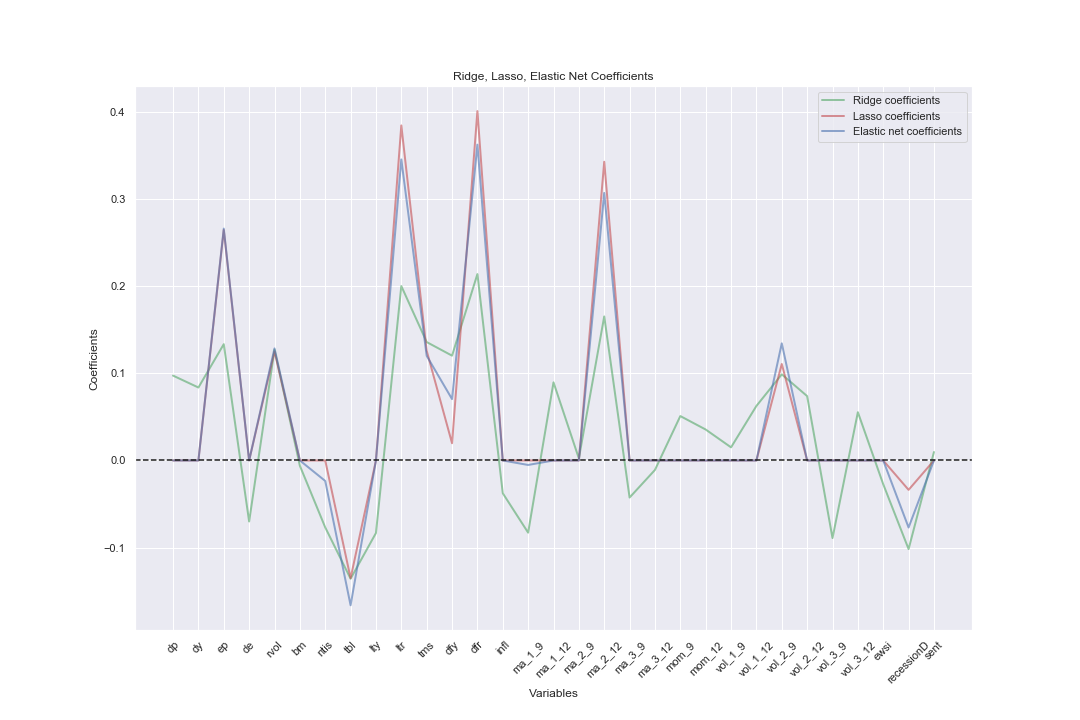 Ridge, Lasso, Elastic Net Coefficients
Ridge coefficients
Lasso coefficients
Elastic net coefficients
Coefficients
0.4
0.3
0.2
0.1
0.0
−0.1
dp
dy
ep
de
rvol
bm
ntis
tbl
lty
ltr
tms
dfy
dfr
infl
ma_1_9
ma_1_12
ma_2_9
ma_2_12
ma_3_9
ma_3_12
mom_9
mom_12
vol_1_9
vol_1_12
vol_2_9
vol_2_12
vol_3_9
vol_3_12
ewsi
recessionD
sent
Variables